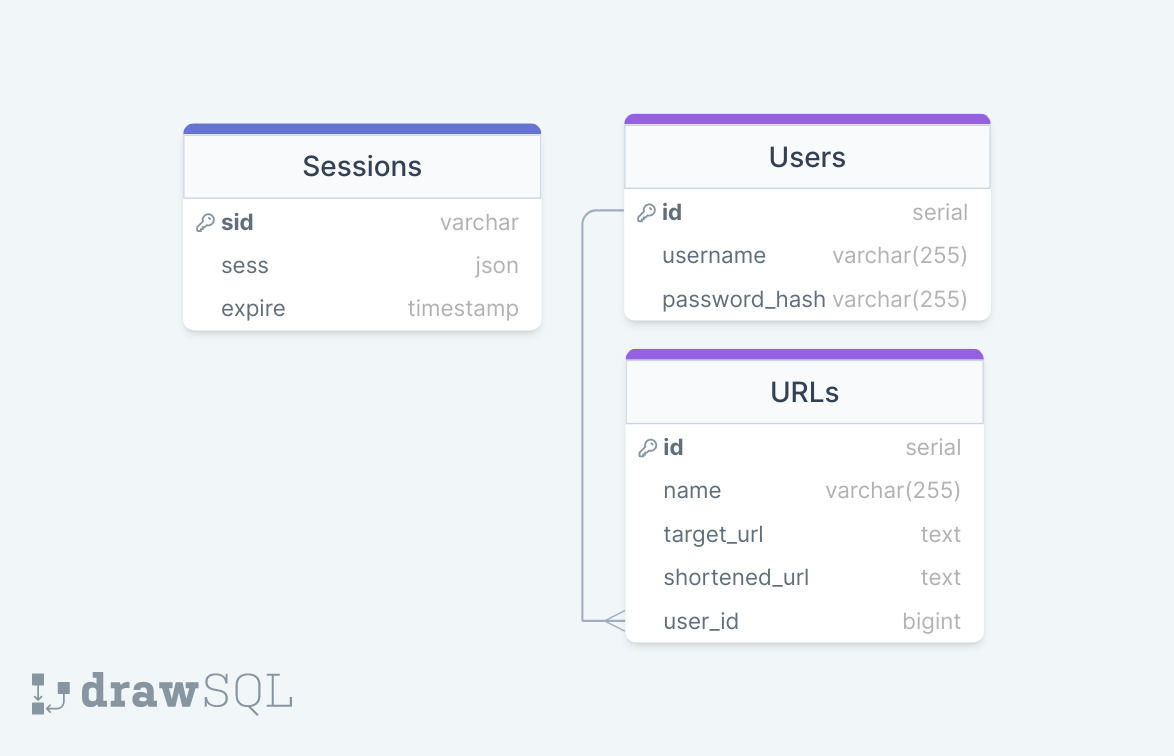 Sessions
sid varchar
sess json
expire timestamp
Users
id serial
username varchar(255)
password_hash varchar(255)
URLs
id serial
name varchar(255)
target_url text
shortened_url text
user_id bigint
drawSQL